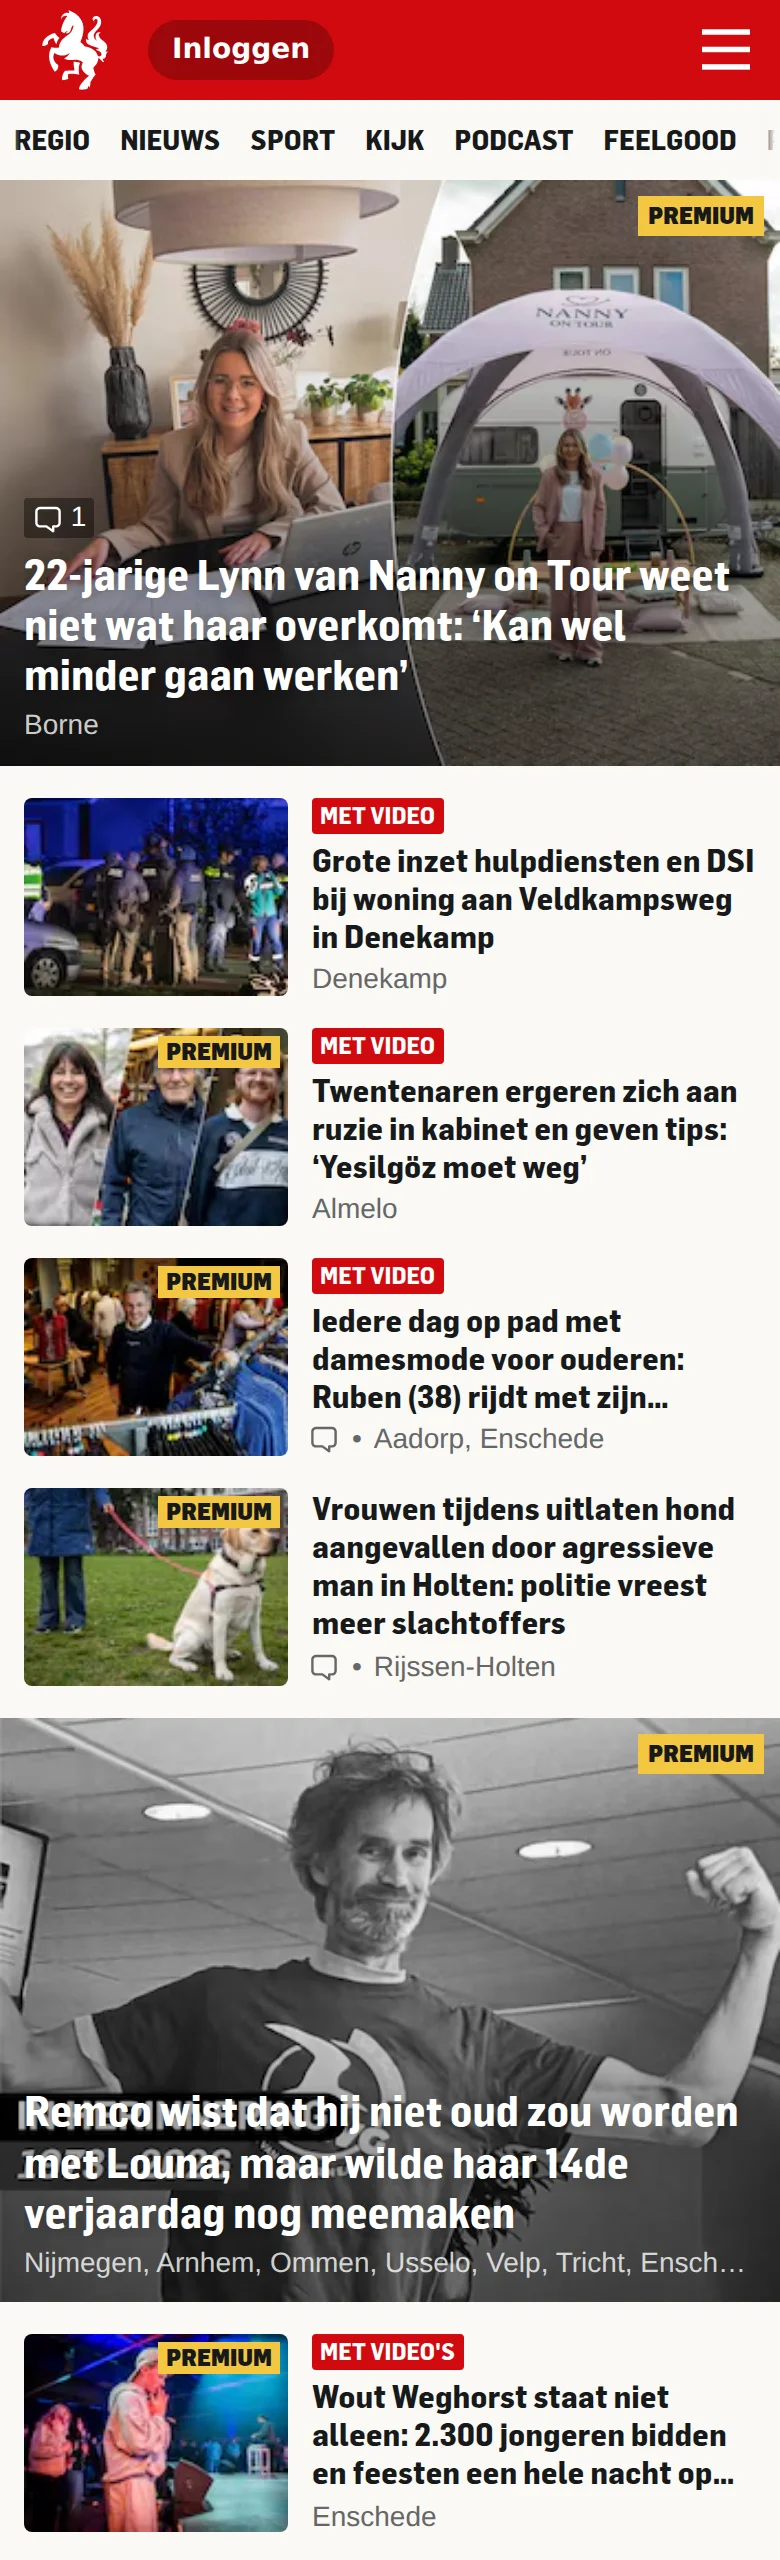 Inloggen
REGIO NIEUWS SPORT KIJK PODCAST FEELGOOD
PREMIUM
NANNY
ON TOUR
1
22-jarige Lynn van Nanny on Tour weet
niet wat haar overkomt: ‘Kan wel
minder gaan werken’
Borne
MET VIDEO
Grote inzet hulpdiensten en DSI
bij woning aan Veldkampsweg
in Denekamp
Denekamp
PREMIUM
MET VIDEO
Twentenaren ergeren zich aan
ruzie in kabinet en geven tips:
‘Yesilgöz moet weg’
Almelo
PREMIUM
MET VIDEO
Iedere dag op pad met
damesmode voor ouderen:
Ruben (38) rijdt met zijn...
• Aadorp, Enschede
PREMIUM
Vrouwen tijdens uitlaten hond
aangevallen door agressieve
man in Holten: politie vreest
meer slachtoffers
• Rijssen-Holten
PREMIUM
Remco wist dat hij niet oud zou worden
met Louna, maar wilde haar 14de
verjaardag nog meemaken
Nijmegen, Arnhem, Ommen, Usselo, Velp, Tricht, Ensch...
PREMIUM
MET VIDEO'S
Wout Weghorst staat niet
alleen: 2.300 jongeren bidden
en feesten een hele nacht op...
Enschede